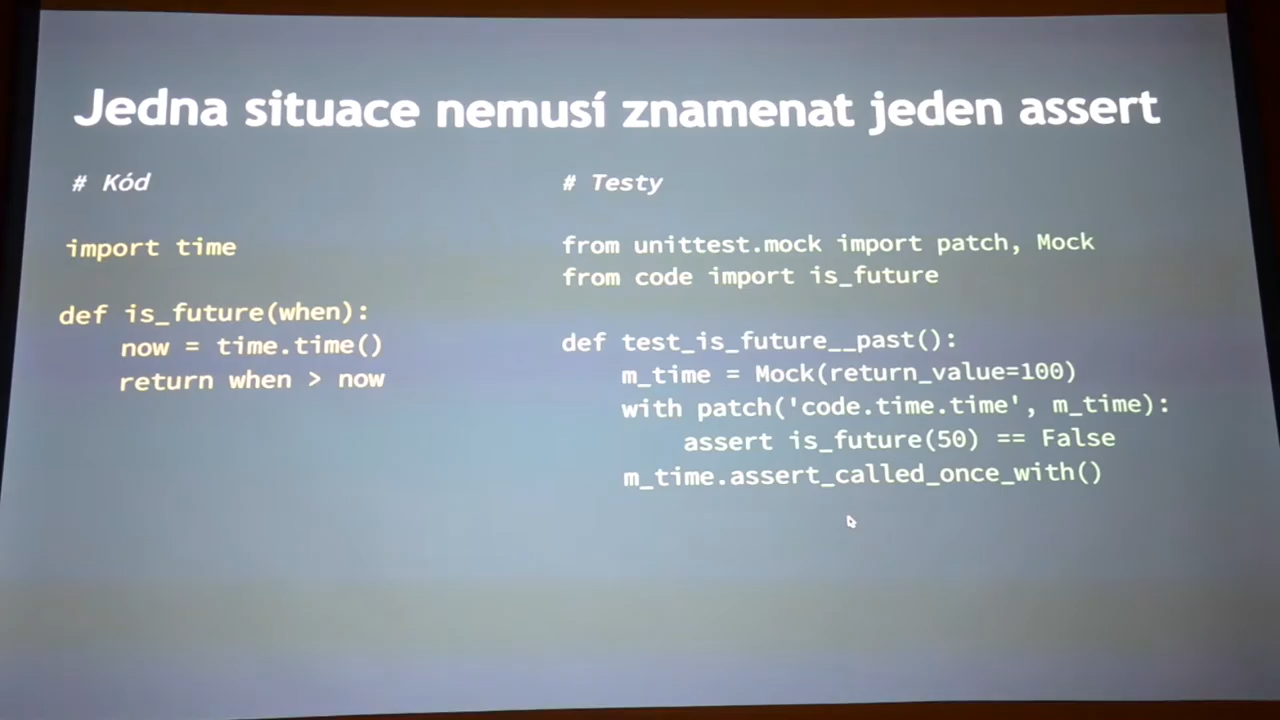 Jedna situace nemusí znamenat jeden assert
# Kód
import time
def is_future(when):
    now = time.time()
    return when > now
# Testy
from unittest.mock import patch, Mock
from code import is_future
def test_is_future__past():
    m_time = Mock(return_value=100)
    with patch('code.time.time', m_time):
        assert is_future(50) == False
    m_time.assert_called_once_with()